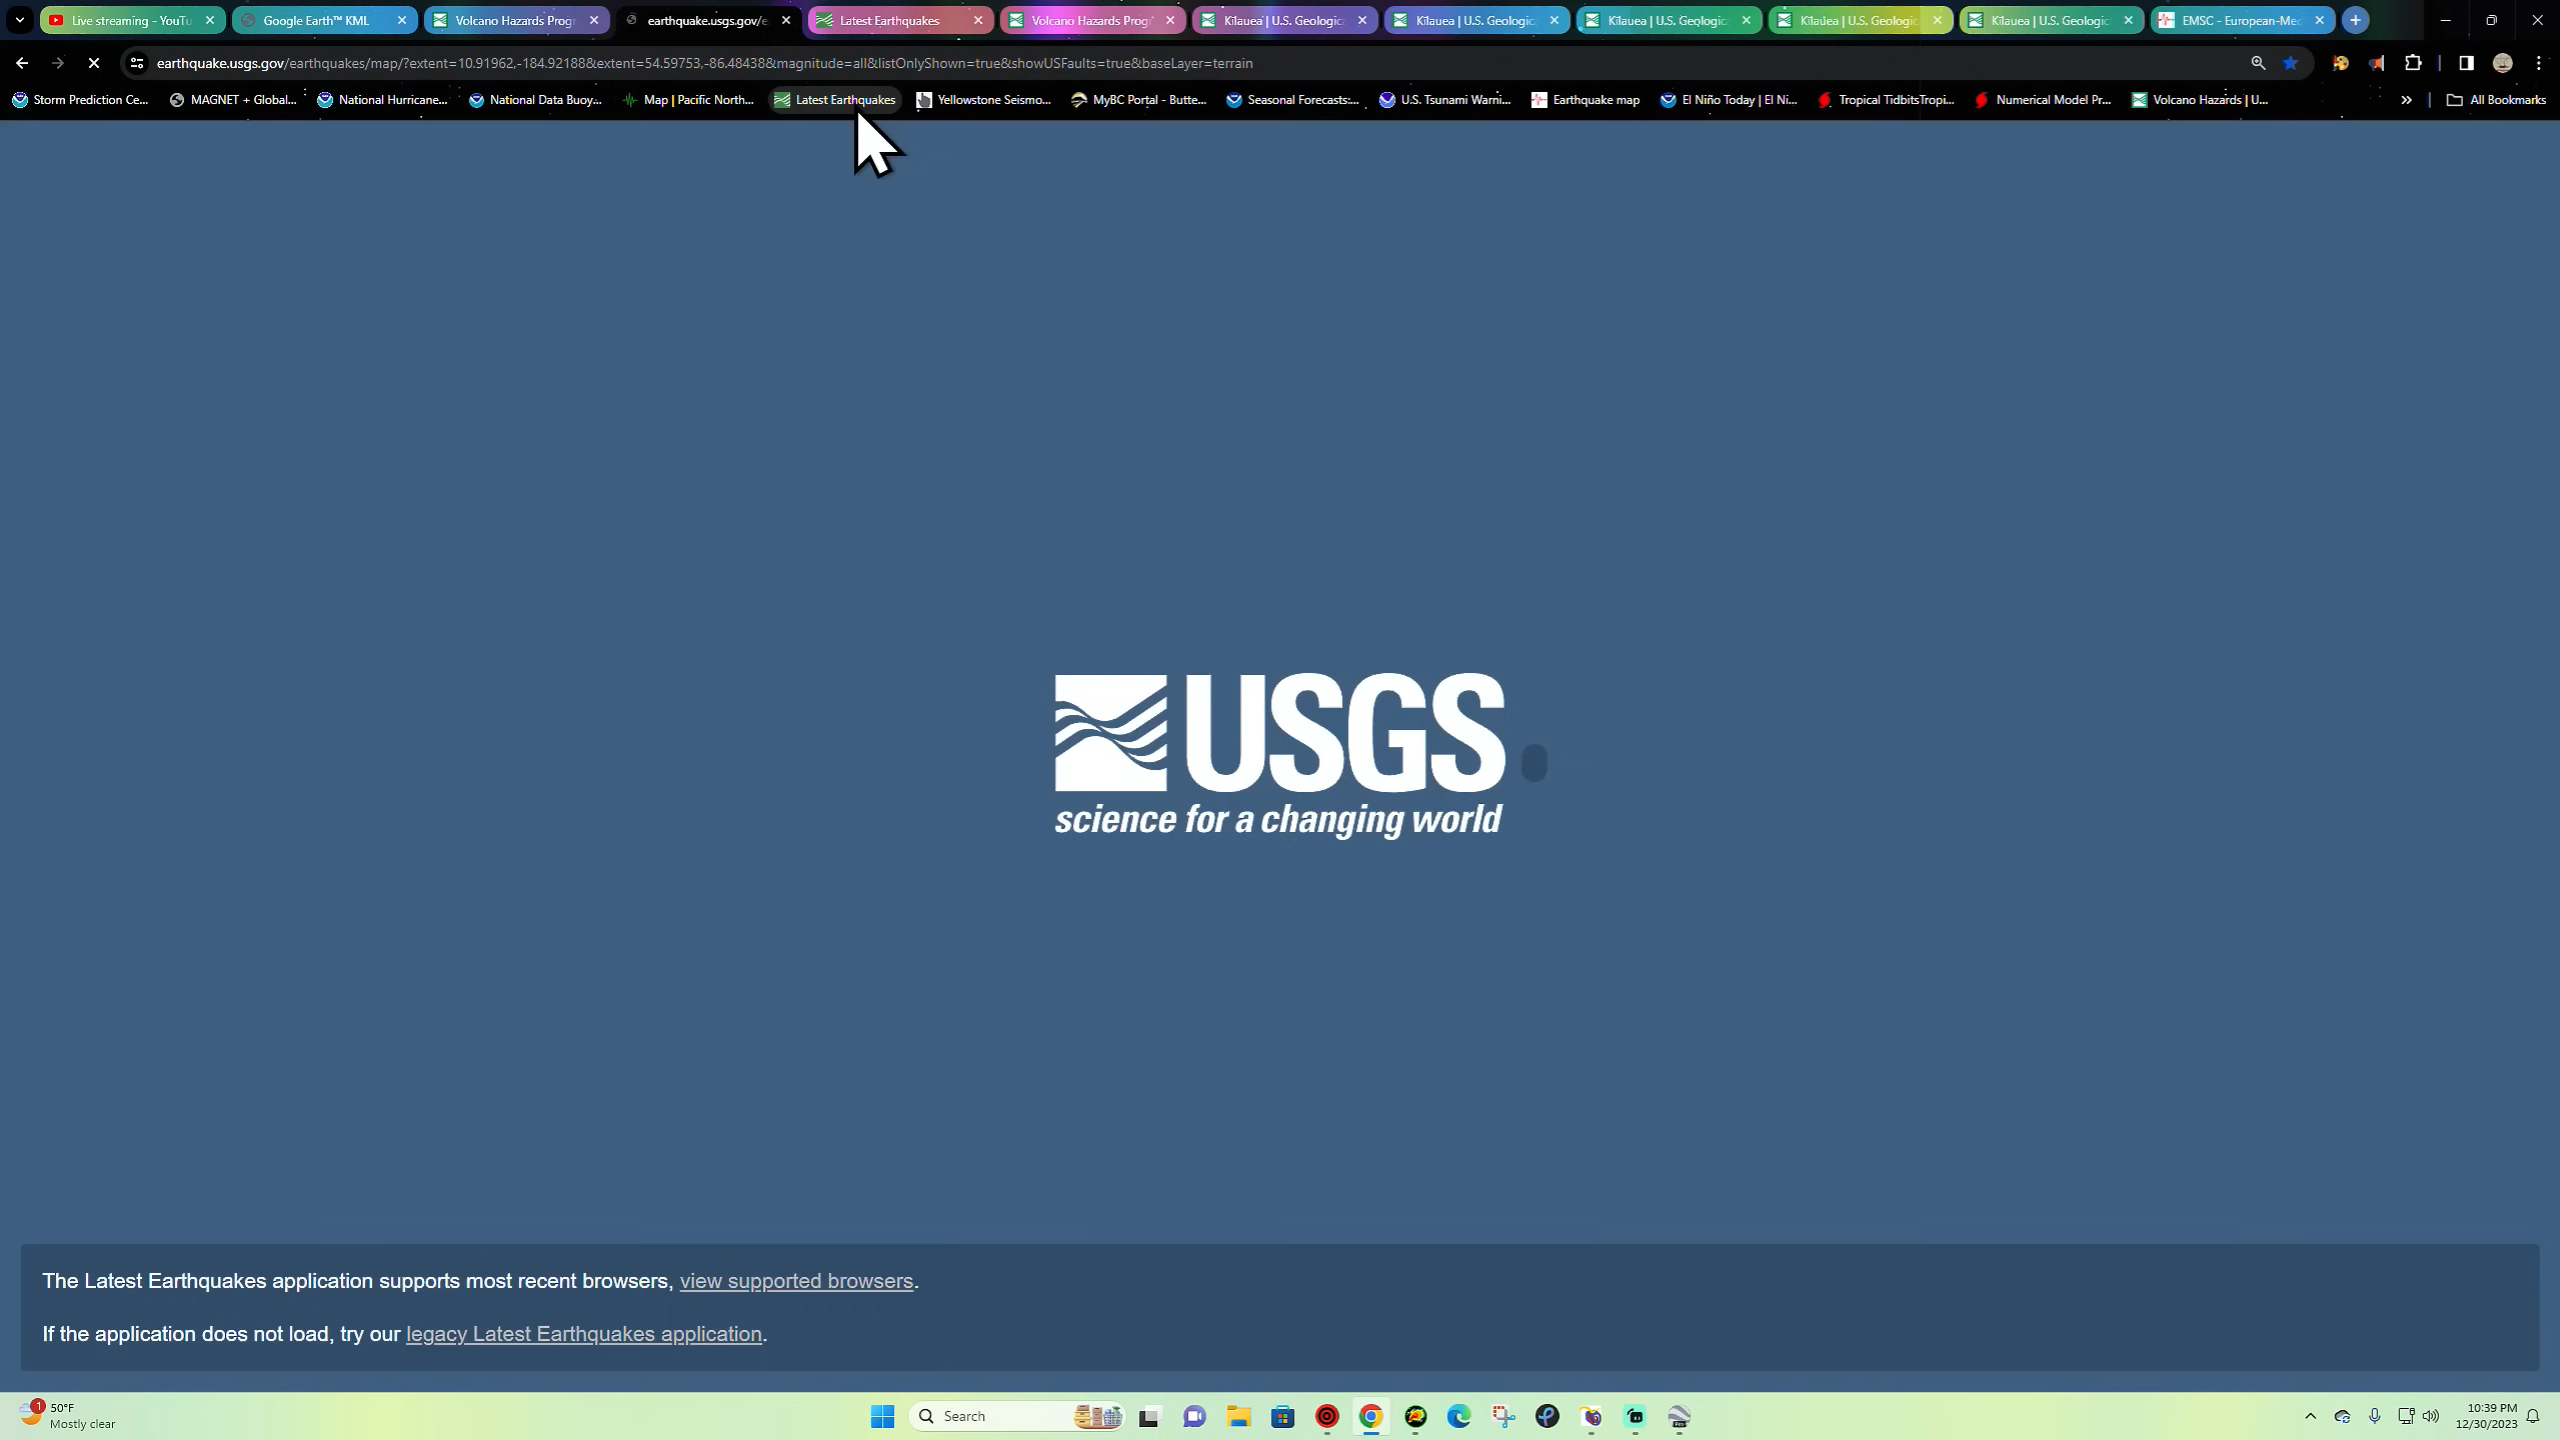 Live streaming - YouTu
Google Earth™ KML
Volcano Hazards Prog
earthquake.usgs.gov/e
Latest Earthquakes
Volcano Hazards Prog
Kīlauea | U.S. Geologic
Kīlauea | U.S. Geologic
Kīlauea | U.S. Geologic
Kīlauea | U.S. Geologic
Kīlauea | U.S. Geologic
EMSC - European-Med
earthquake.usgs.gov/earthquakes/map/?extent=10.91962,-184.92188&extent=54.59753,-86.48438&magnitude=all&listOnlyShown=true&showUSFaults=true&baseLayer=terrain
Storm Prediction Ce...
MAGNET + Global...
National Hurricane...
National Data Buoy...
Map | Pacific North...
Latest Earthquakes
Yellowstone Seismo...
MyBC Portal - Butte...
Seasonal Forecasts:...
U.S. Tsunami Warni...
Earthquake map
El Niño Today | El Ni...
Tropical TidbitsTropi...
Numerical Model Pr...
Volcano Hazards | U...
All Bookmarks
USGS
science for a changing world
The Latest Earthquakes application supports most recent browsers, view supported browsers.
If the application does not load, try our legacy Latest Earthquakes application.
1
50°F
Mostly clear
Search
10:39 PM
12/30/2023